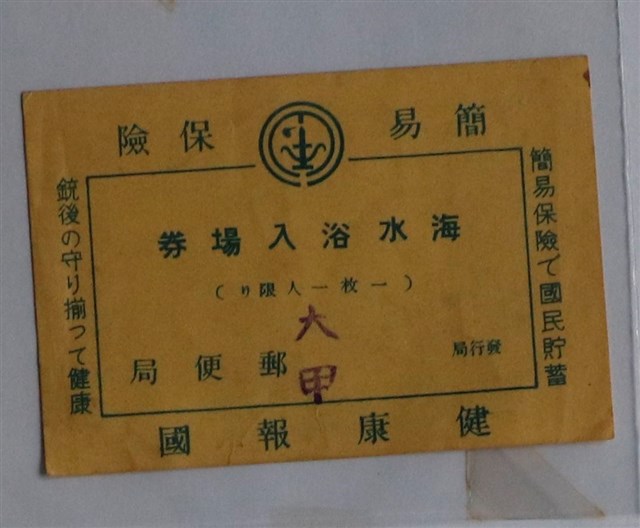 簡易保險
簡易保險で國民貯蓄
海水浴入場券
(一枚一人限り)
發行局
大甲
郵便局
銃後の守り揃つて健康
健康報國